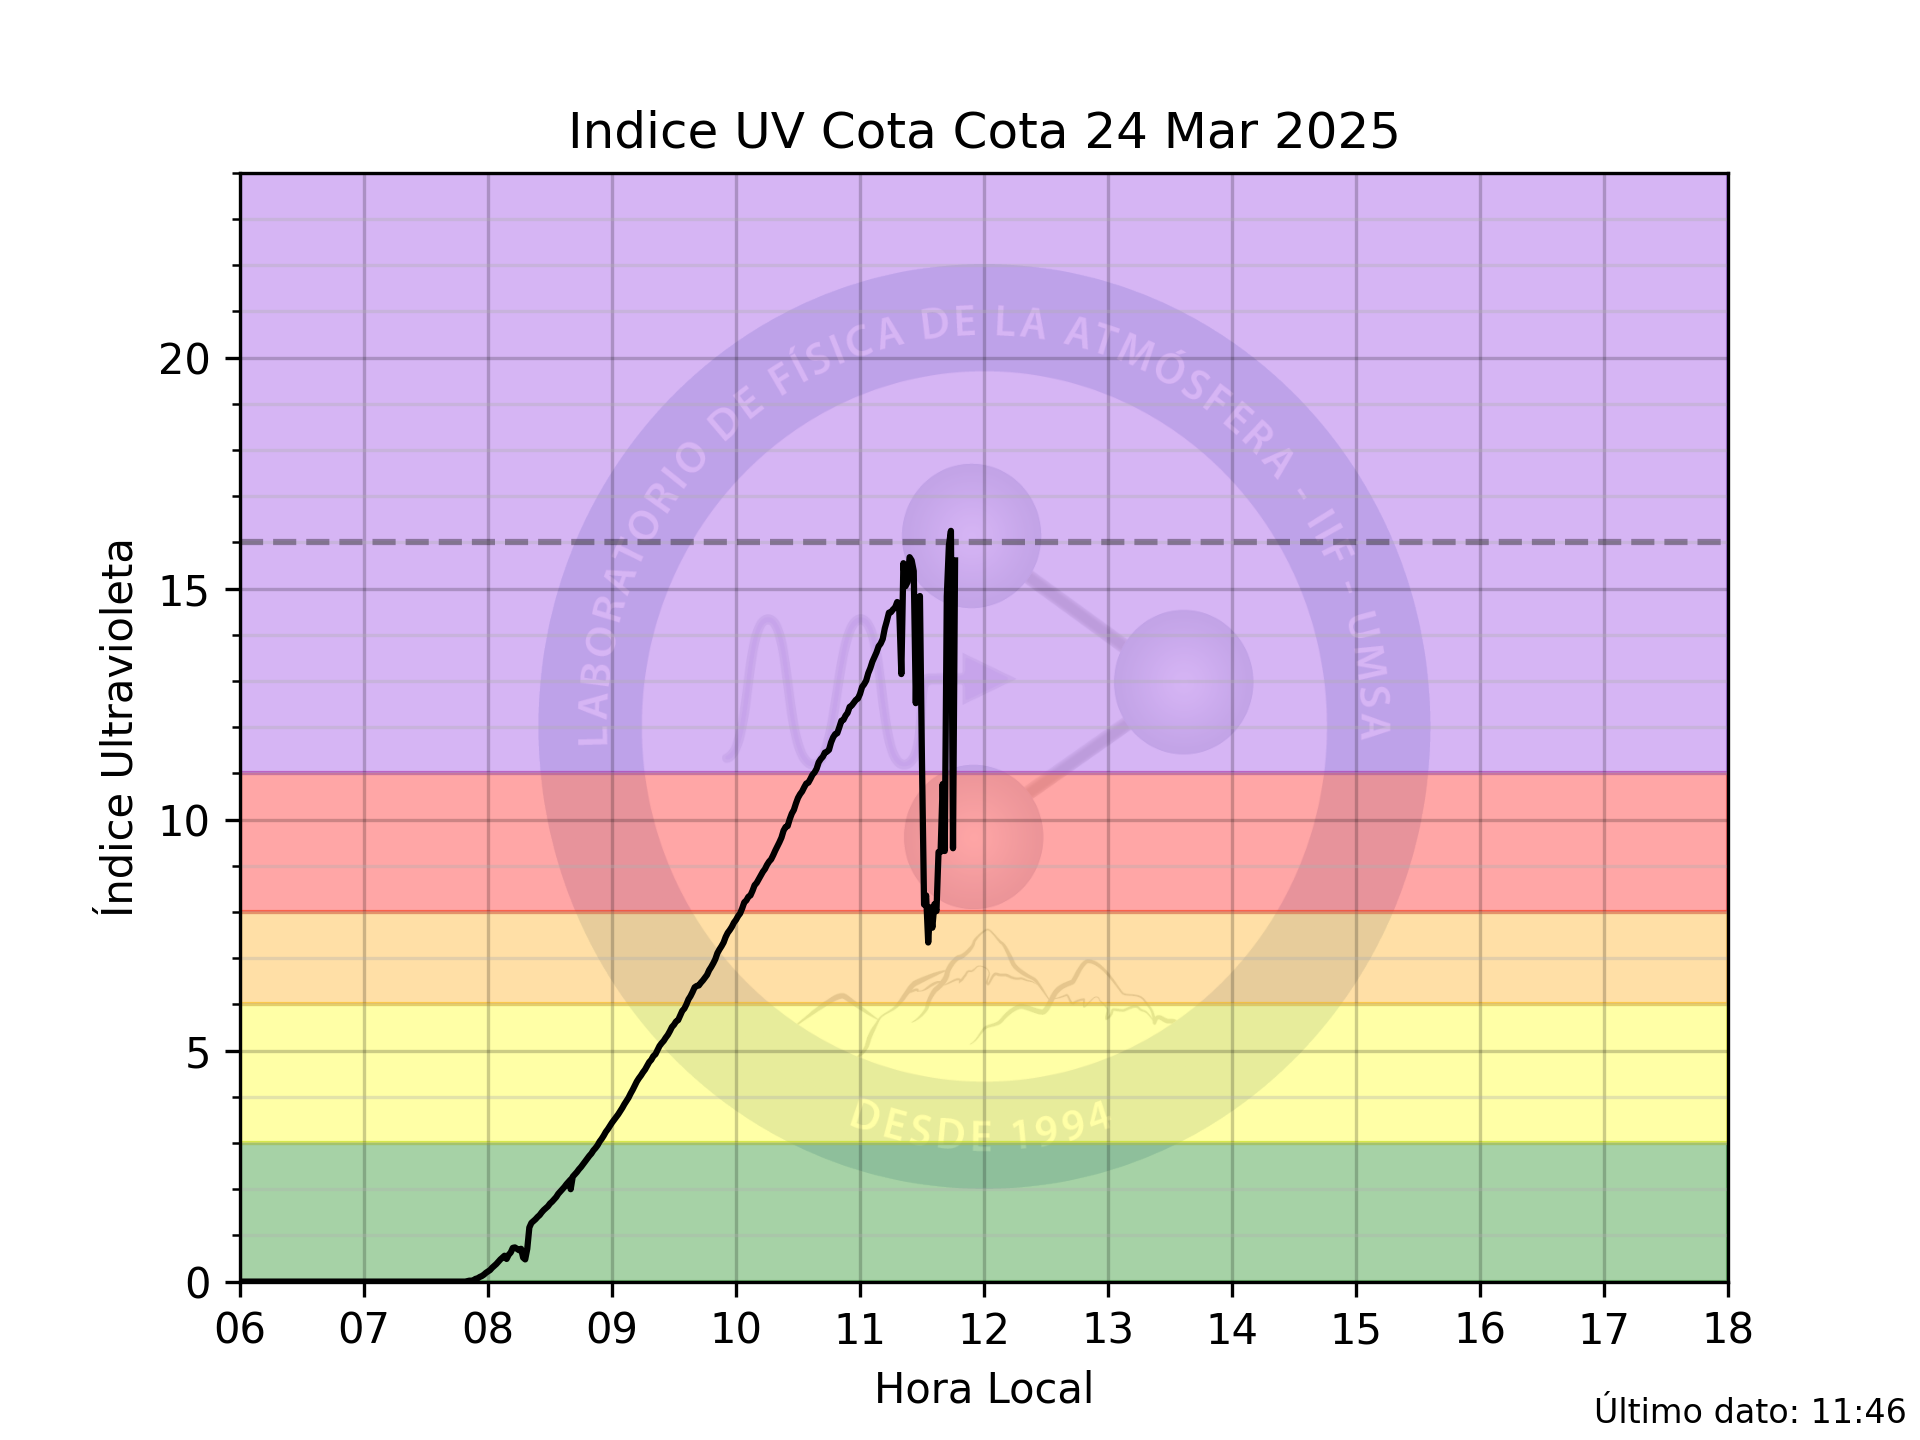 Indice UV Cota Cota 24 Mar 2025
Índice Ultravioleta
20
15
10
5
0
LABORATORIO DE FÍSICA DE LA ATMÓSFERA - IIF - UMSA
DESDE 1994
06 07 08 09 10 11 12 13 14 15 16 17 18
Hora Local
Último dato: 11:46